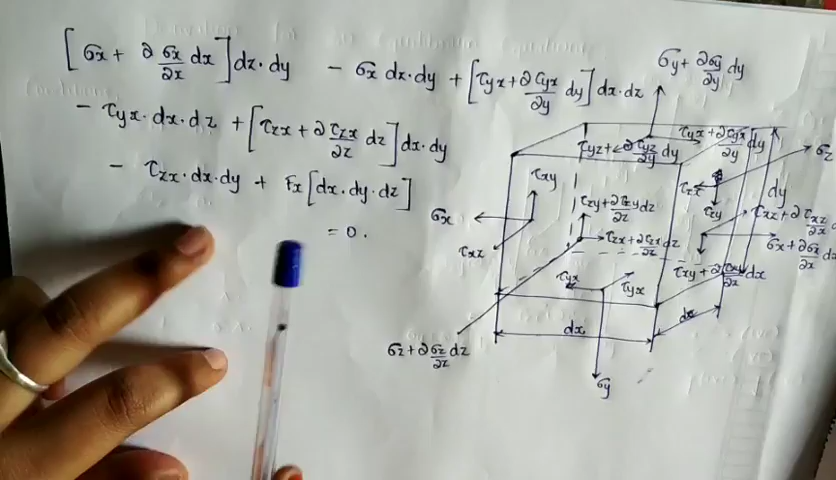 [σx + ∂σx/∂x dx] dz·dy - σx dz·dy + [τyx + ∂τyx/∂y dy] dx·dz
- τyx·dx·dz + [τzx + ∂τzx/∂z dz] dx·dy
- τzx·dx·dy + Fx [dx·dy·dz]
= 0.
σy + ∂σy/∂y dy
τyz + ∂τyz/∂y dy
τyx + ∂τyx/∂y dy
σz
τxy
τzx
dy
τzy
τxz + ∂τxz/∂x d
σx
τzy + ∂τzy dz/∂z
τxz
τzx + ∂τzx dz/∂z
σx + ∂σx/∂x dx
τxy + ∂τxy/∂x dx
τyx
dx
dz
σz + ∂σz/∂z dz
σy